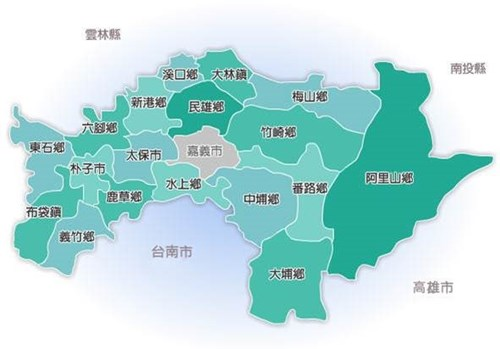 雲林縣
南投縣
溪口鄉
大林鎮
梅山鄉
新港鄉
民雄鄉
六腳鄉
竹崎鄉
東石鄉
太保市
嘉義市
朴子市
水上鄉
番路鄉
阿里山鄉
鹿草鄉
中埔鄉
布袋鎮
義竹鄉
台南市
大埔鄉
高雄市